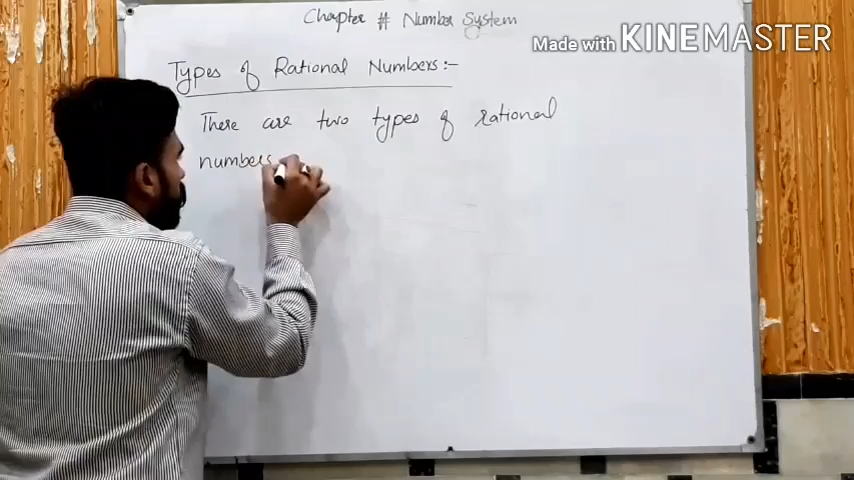 Chapter # Number System
Made with KINEMASTER
Types of Rational Numbers:-
There are two types of rational
numbers